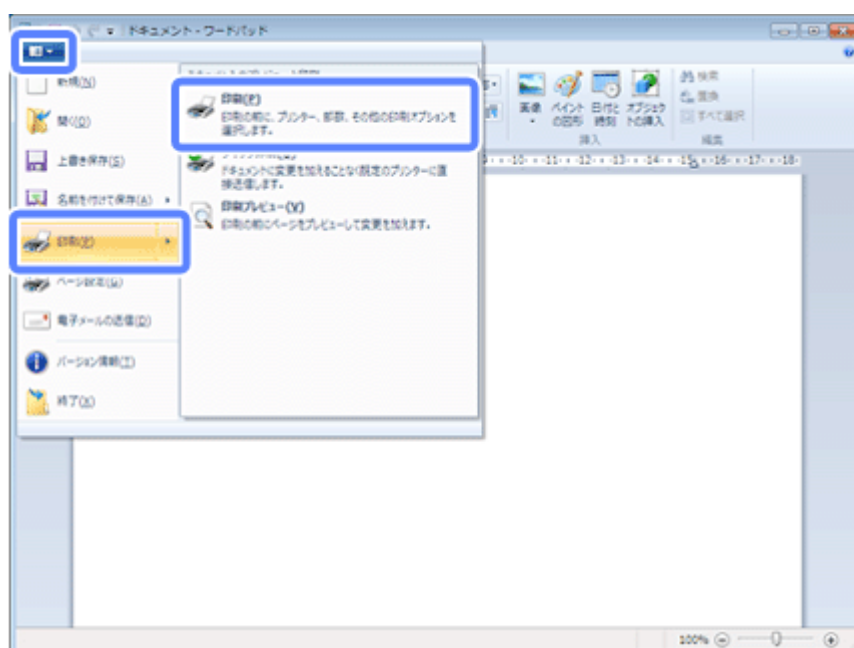 ドキュメント - ワードパッド
新規(N)
開く(O)
上書き保存(S)
名前を付けて保存(A)
印刷(P)
ページ設定(G)
電子メールの送信(D)
バージョン情報(T)
終了(X)
印刷(P)
印刷の前に、プリンター、部数、その他の印刷オプションを
選択します。
ドキュメントに変更を加えることなく既定のプリンターに直
接送信します。
印刷プレビュー(V)
印刷の前にページをプレビューして変更を加えます。
画像
ペイント
の図形
日付と
時刻
オブジェク
トの挿入
挿入
検索
置換
すべて選択
編集
10 11 12 13 14 15 16 17 18
100%